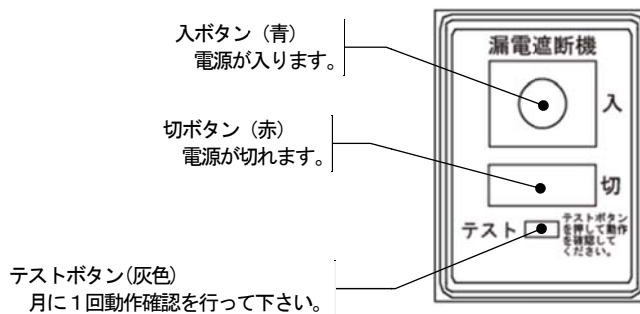 入ボタン（青）
電源が入ります。
切ボタン（赤）
電源が切れます。
テストボタン(灰色)
月に１回動作確認を行って下さい。
漏電遮断機
入
切
テスト
テストボタン
を押して動作
を確認して
ください。